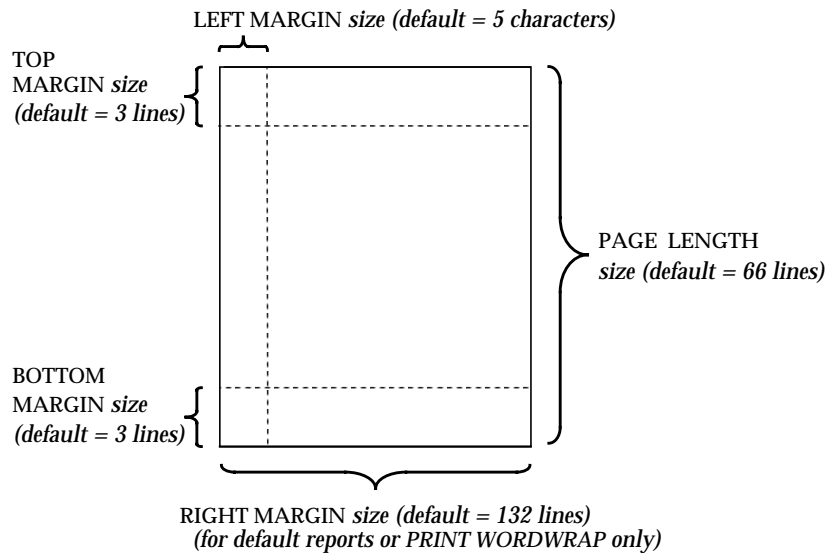 LEFT MARGIN size (default = 5 characters)
TOP
MARGIN size
(default = 3 lines)
PAGE LENGTH
size (default = 66 lines)
BOTTOM
MARGIN size
(default = 3 lines)
RIGHT MARGIN size (default = 132 lines)
(for default reports or PRINT WORDWRAP only)